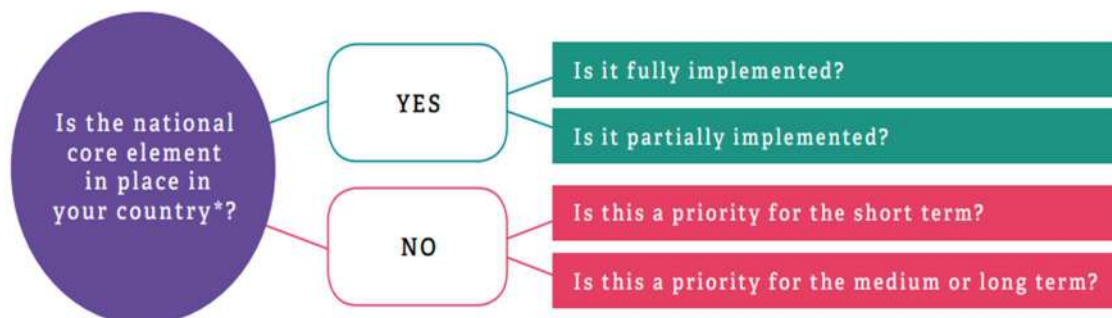 Is the national
core element
in place in
your country*?
YES
Is it fully implemented?
Is it partially implemented?
NO
Is this a priority for the short term?
Is this a priority for the medium or long term?